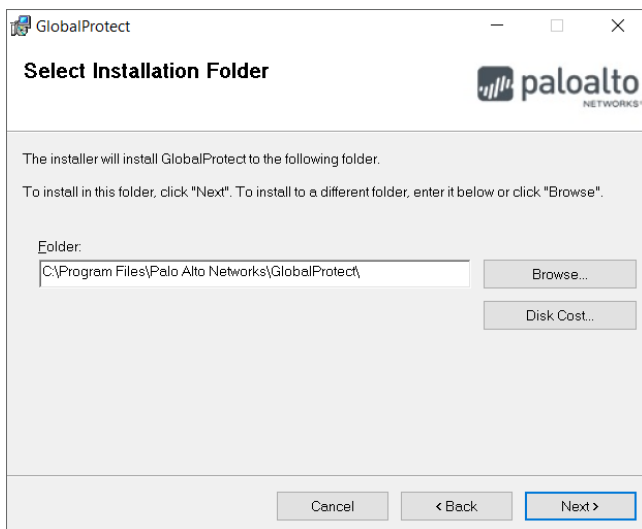 GlobalProtect
Select Installation Folder
paloalto
NETWORKS®
The installer will install GlobalProtect to the following folder.
To install in this folder, click "Next". To install to a different folder, enter it below or click "Browse".
Folder:
C:\Program Files\Palo Alto Networks\GlobalProtect\
Browse...
Disk Cost...
Cancel
< Back
Next >